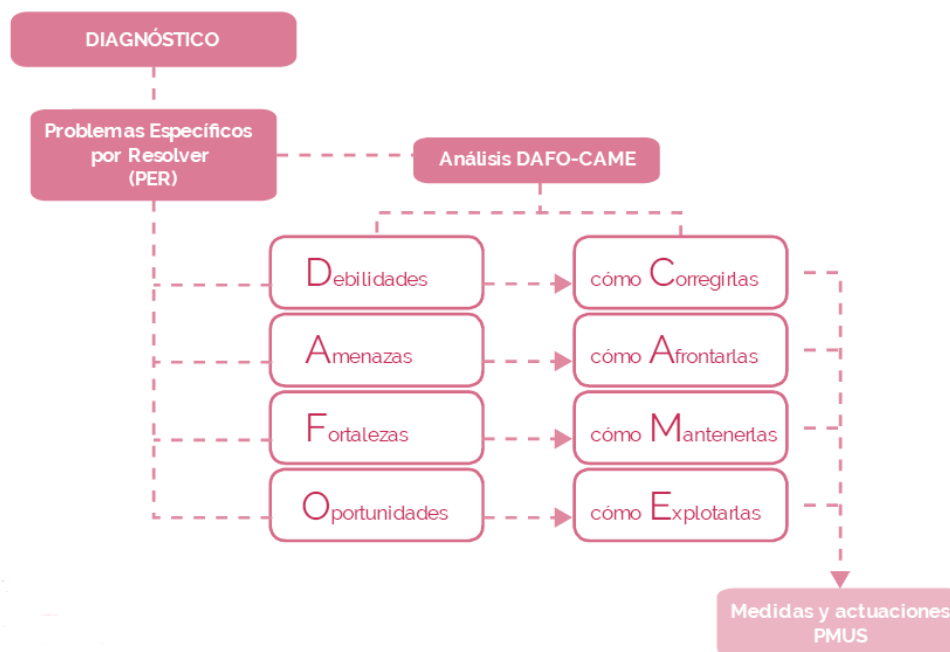 DIAGNÓSTICO
Problemas Específicos
por Resolver
(PER)
Análisis DAFO-CAME
Debilidades
cómo Corregirlas
Amenazas
cómo Afrontarlas
Fortalezas
cómo Mantenerlas
Oportunidades
cómo Explotarlas
Medidas y actuaciones
PMUS